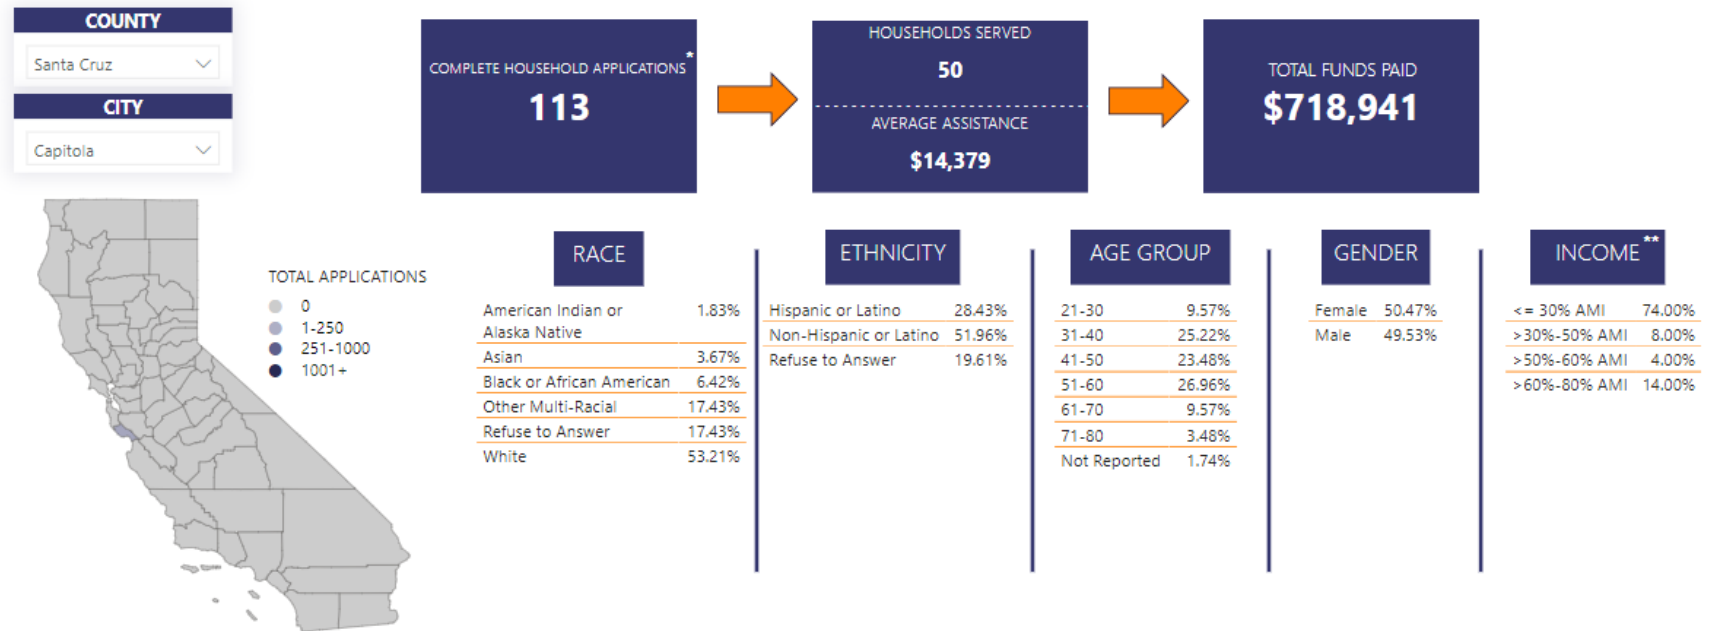 COUNTY
Santa Cruz
CITY
Capitola
COMPLETE HOUSEHOLD APPLICATIONS*
113
HOUSEHOLDS SERVED
50
AVERAGE ASSISTANCE
$14,379
TOTAL FUNDS PAID
$718,941
TOTAL APPLICATIONS
0
1-250
251-1000
1001+
RACE
American Indian or 1.83%
Alaska Native
Asian 3.67%
Black or African American 6.42%
Other Multi-Racial 17.43%
Refuse to Answer 17.43%
White 53.21%
ETHNICITY
Hispanic or Latino 28.43%
Non-Hispanic or Latino 51.96%
Refuse to Answer 19.61%
AGE GROUP
21-30 9.57%
31-40 25.22%
41-50 23.48%
51-60 26.96%
61-70 9.57%
71-80 3.48%
Not Reported 1.74%
GENDER
Female 50.47%
Male 49.53%
INCOME**
<= 30% AMI 74.00%
>30%-50% AMI 8.00%
>50%-60% AMI 4.00%
>60%-80% AMI 14.00%